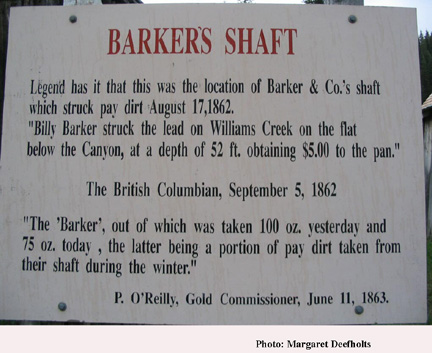 BARKER'S SHAFT
Legend has it that this was the location of Barker & Co.'s shaft
which struck pay dirt August 17,1862.
"Billy Barker struck the lead on Williams Creek on the flat
below the Canyon, at a depth of 52 ft. obtaining $5.00 to the pan."
The British Columbian, September 5, 1862
"The 'Barker', out of which was taken 100 oz. yesterday and
75 oz. today , the latter being a portion of pay dirt taken from
their shaft during the winter."
P. O'Reilly, Gold Commissioner, June 11, 1863.
Photo: Margaret Deefholts